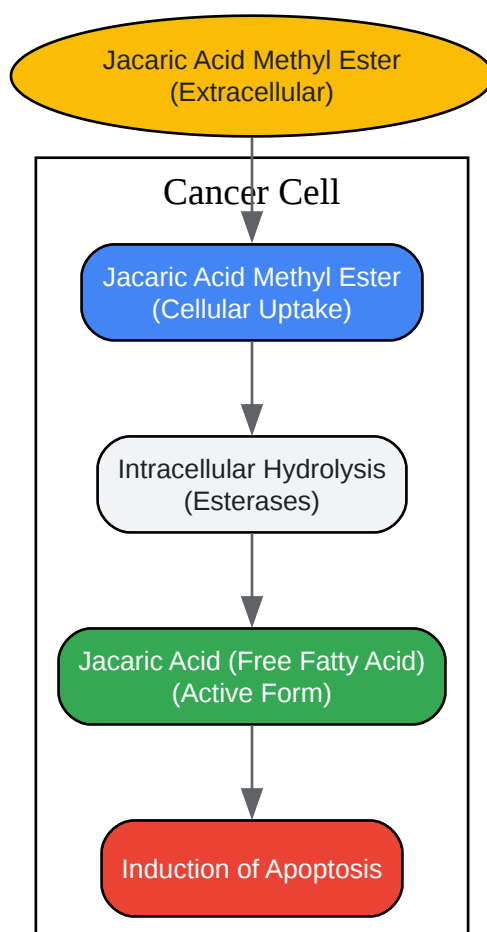 Jacaric Acid Methyl Ester
(Extracellular)
Cancer Cell
Jacaric Acid Methyl Ester
(Cellular Uptake)
Intracellular Hydrolysis
(Esterases)
Jacaric Acid (Free Fatty Acid)
(Active Form)
Induction of Apoptosis